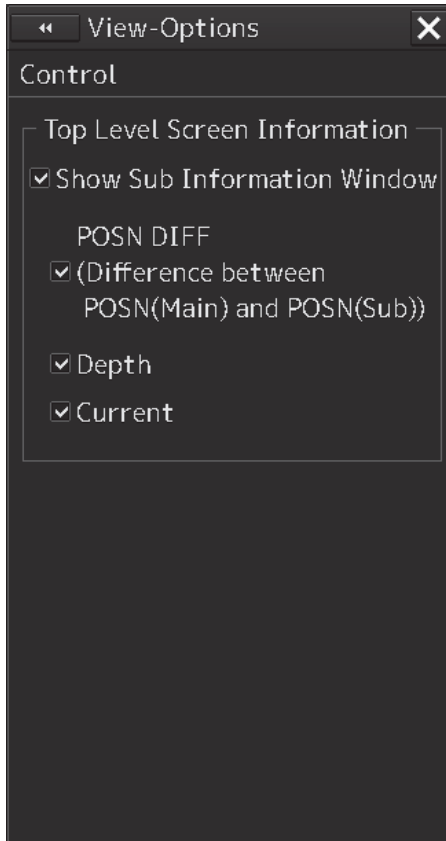 View-Options
Control
Top Level Screen Information
Show Sub Information Window
POSN DIFF
(Difference between
POSN(Main) and POSN(Sub))
Depth
Current